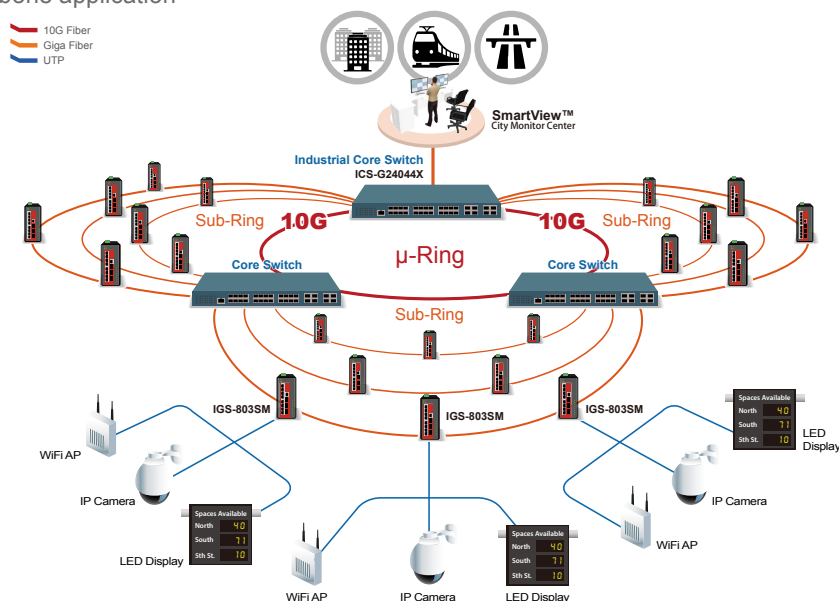 application
10G Fiber
Giga Fiber
UTP
SmartView™
City Monitor Center
Industrial Core Switch
ICS-G24044X
Sub-Ring
10G
10G
Sub-Ring
μ-Ring
Core Switch
Core Switch
Sub-Ring
IGS-803SM
IGS-803SM
IGS-803SM
WiFi AP
IP Camera
Spaces Available
North 40
South 71
5th St. 10
LED Display
WiFi AP
IP Camera
Spaces Available
North 40
South 71
5th St. 10
LED Display
Spaces Available
North 40
South 71
5th St. 10
LED
Display
IP Camera
WiFi AP